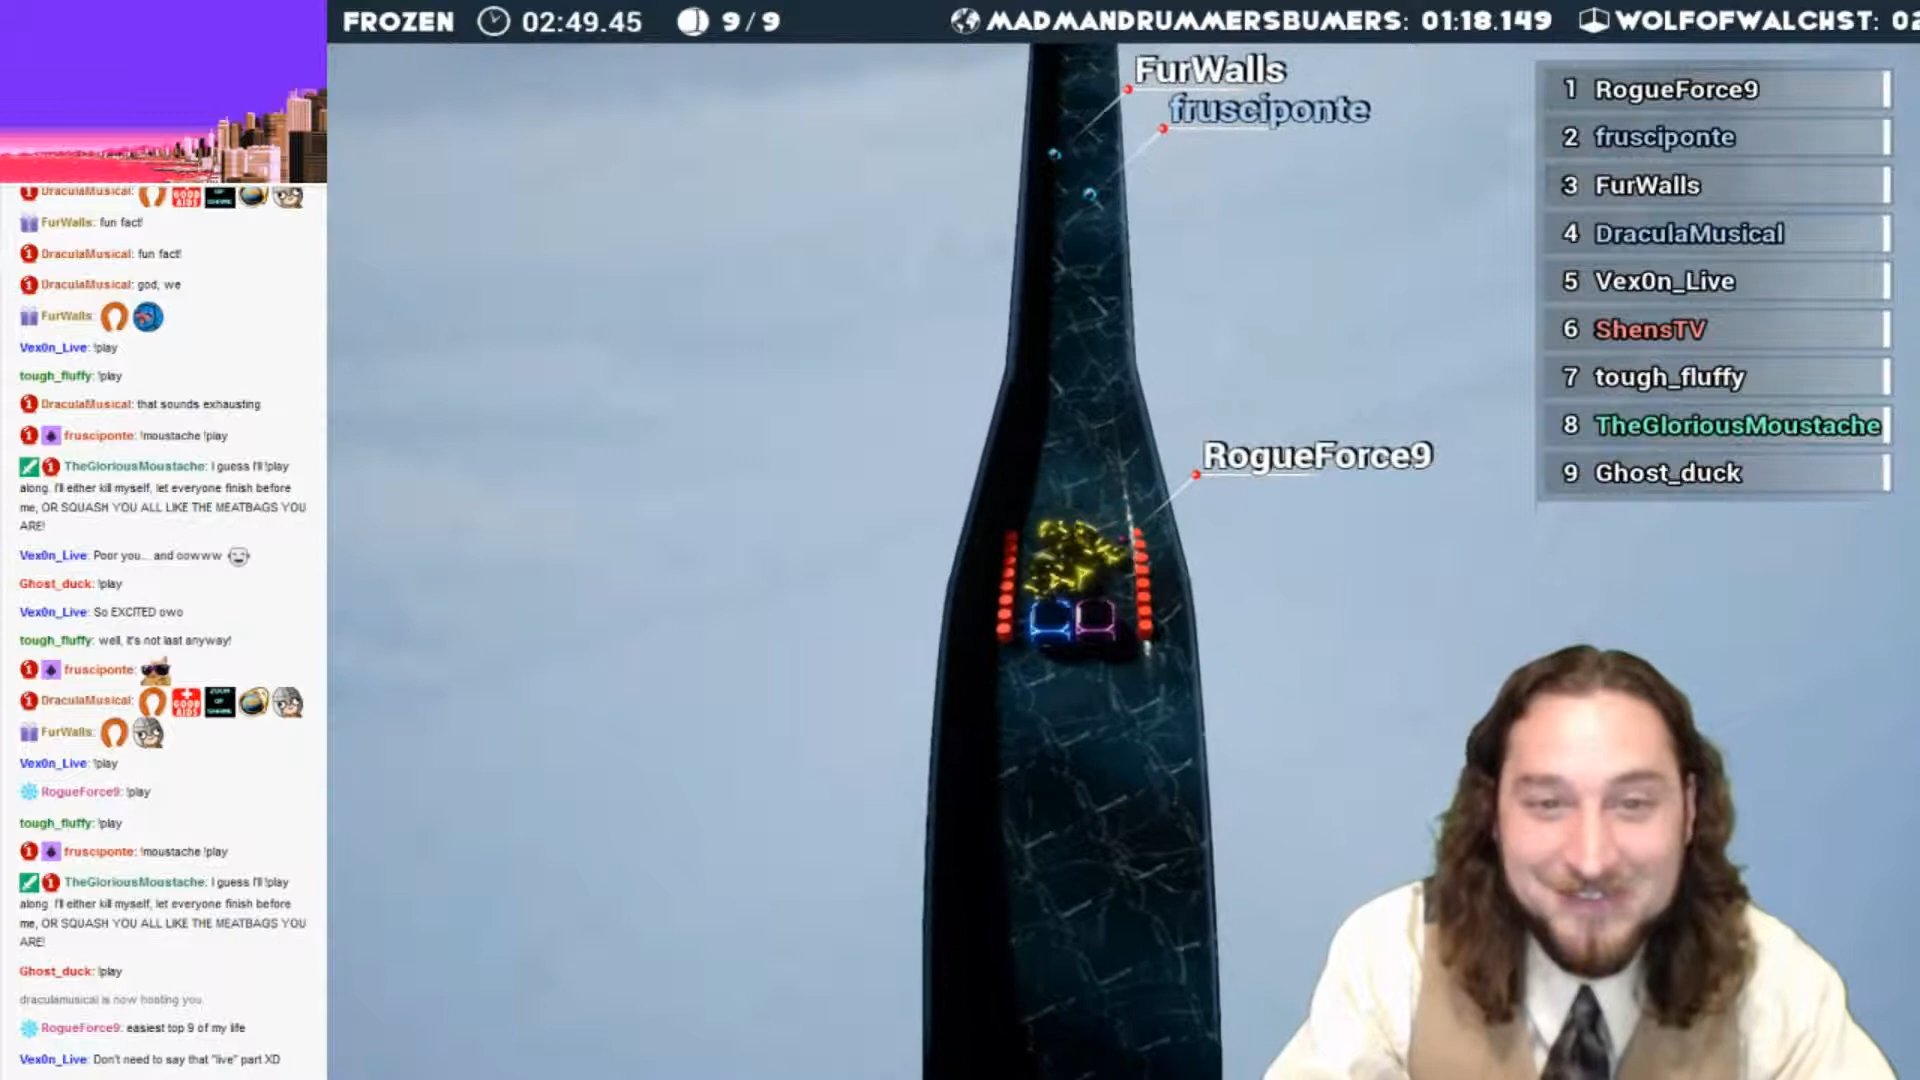 FROZEN 02:49.45 9/9 MADMANDRUMMERSBUMERS: 01:18.149 WOLFOFWALCHST: 02
DraculaMusical:
FurWalls: fun fact!
DraculaMusical: fun fact!
DraculaMusical: god, we
FurWalls:
Vex0n_Live: !play
tough_fluffy: !play
DraculaMusical: that sounds exhausting
frusciponte: !moustache !play
TheGloriousMoustache: I guess I'll !play
along. I'll either kill myself, let everyone finish before
me, OR SQUASH YOU ALL LIKE THE MEATBAGS YOU
ARE!
Vex0n_Live: Poor you... and oowww
Ghost_duck: !play
Vex0n_Live: So EXCITED owo
tough_fluffy: well, it's not last anyway!
frusciponte:
DraculaMusical:
FurWalls:
Vex0n_Live: !play
RogueForce9: !play
tough_fluffy: !play
frusciponte: !moustache !play
TheGloriousMoustache: I guess I'll !play
along. I'll either kill myself, let everyone finish before
me, OR SQUASH YOU ALL LIKE THE MEATBAGS YOU
ARE!
Ghost_duck: !play
draculamusical is now hosting you.
RogueForce9: easiest top 9 of my life
Vex0n_Live: Don't need to say that "live" part XD
FurWalls
frusciponte
RogueForce9
1 RogueForce9
2 frusciponte
3 FurWalls
4 DraculaMusical
5 Vex0n_Live
6 ShensTV
7 tough_fluffy
8 TheGloriousMoustache
9 Ghost_duck